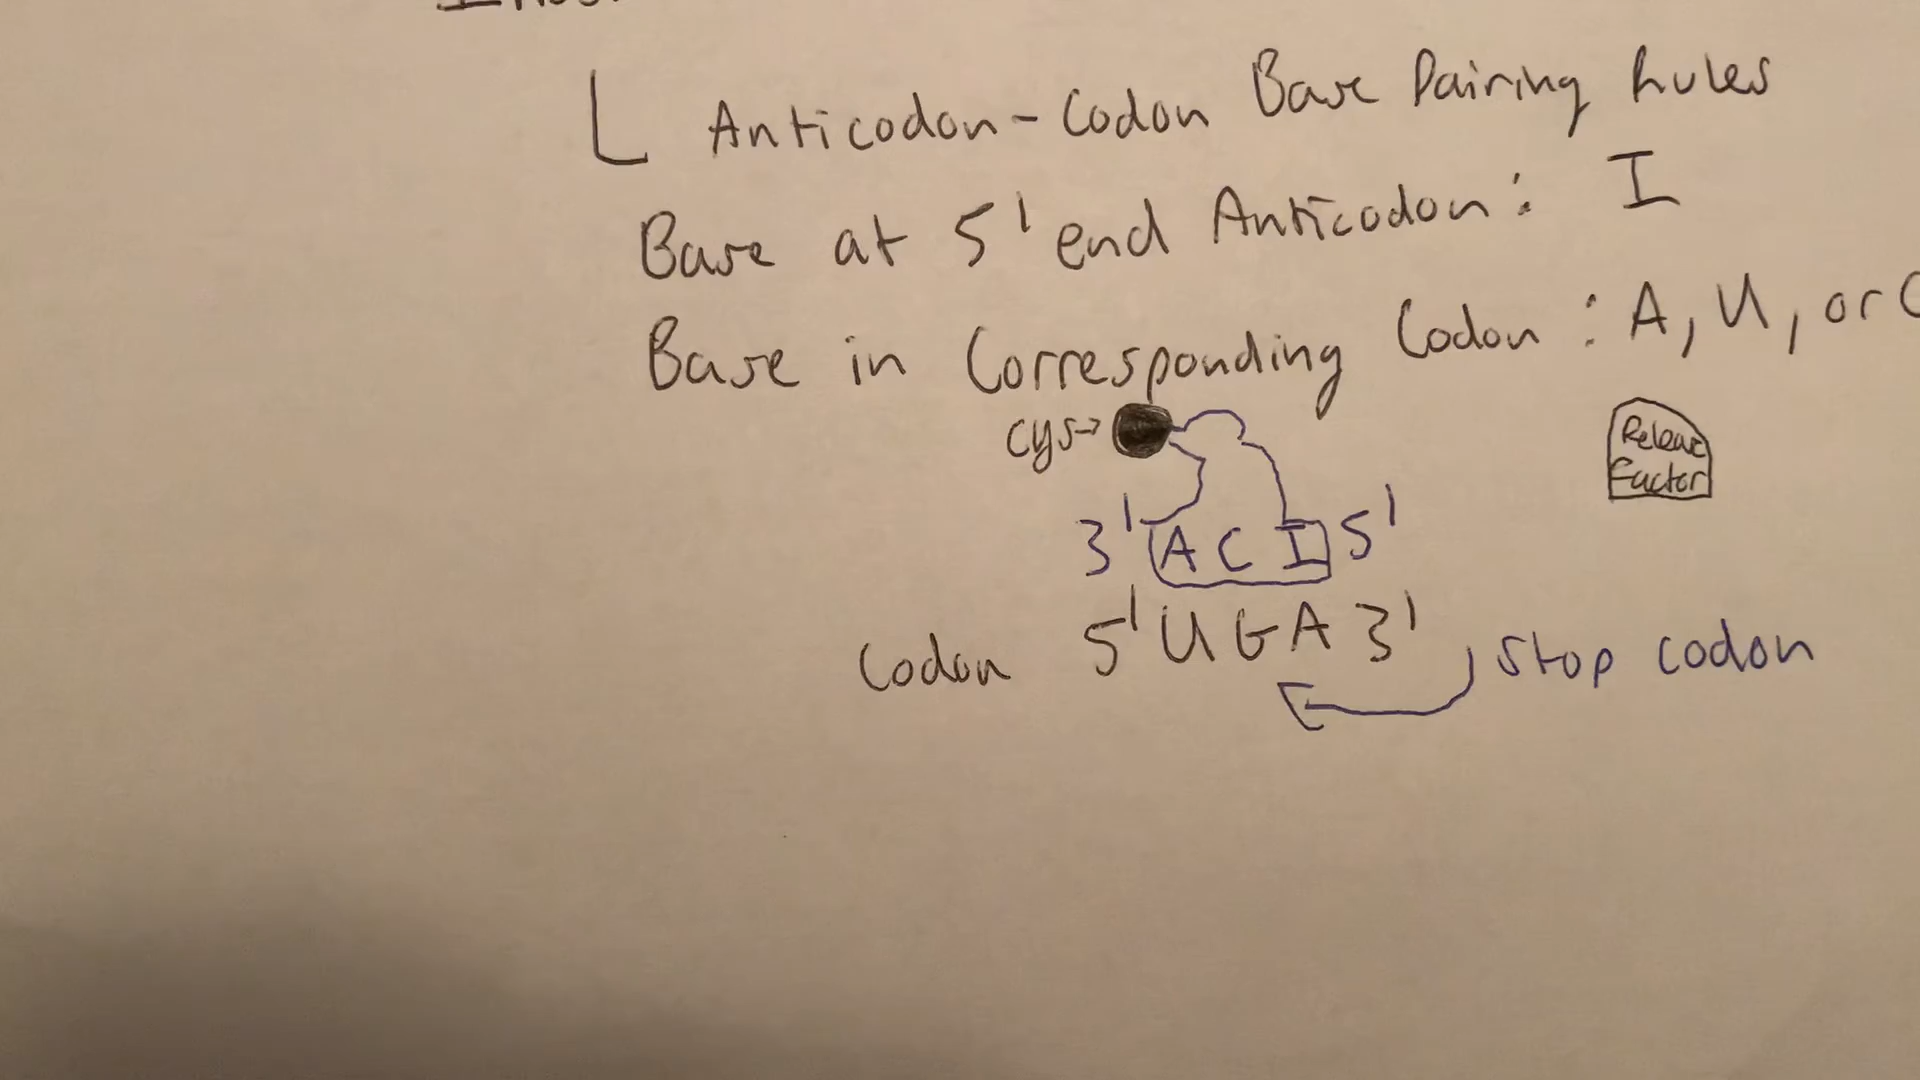 Anticodon-Codon Base Pairing Rules
Base at 5' end Anticodon: I
Base in Corresponding Codon: A, U, or C
Cys→
Release
Factor
3' A C I 5'
Codon 5' U G A 3' Stop codon